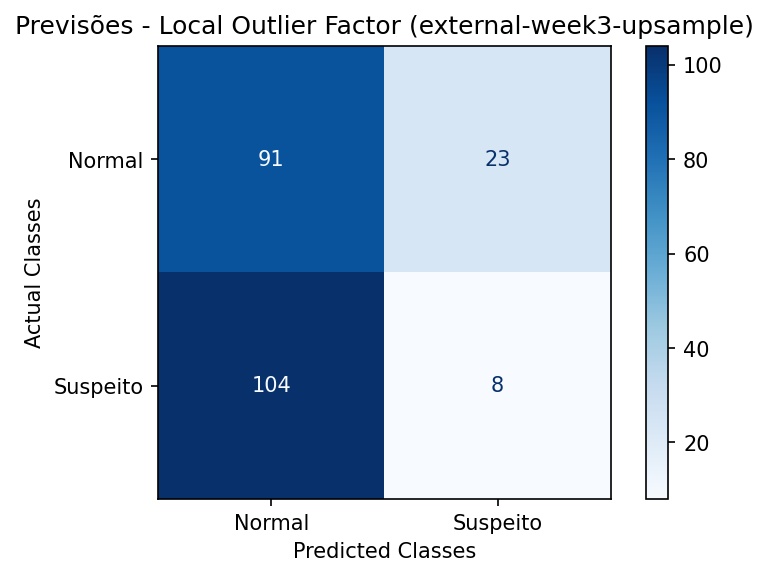 Previsões - Local Outlier Factor (external-week3-upsample)
Actual Classes
Normal
Suspeito
91
23
104
8
100
80
60
40
20
Normal
Suspeito
Predicted Classes